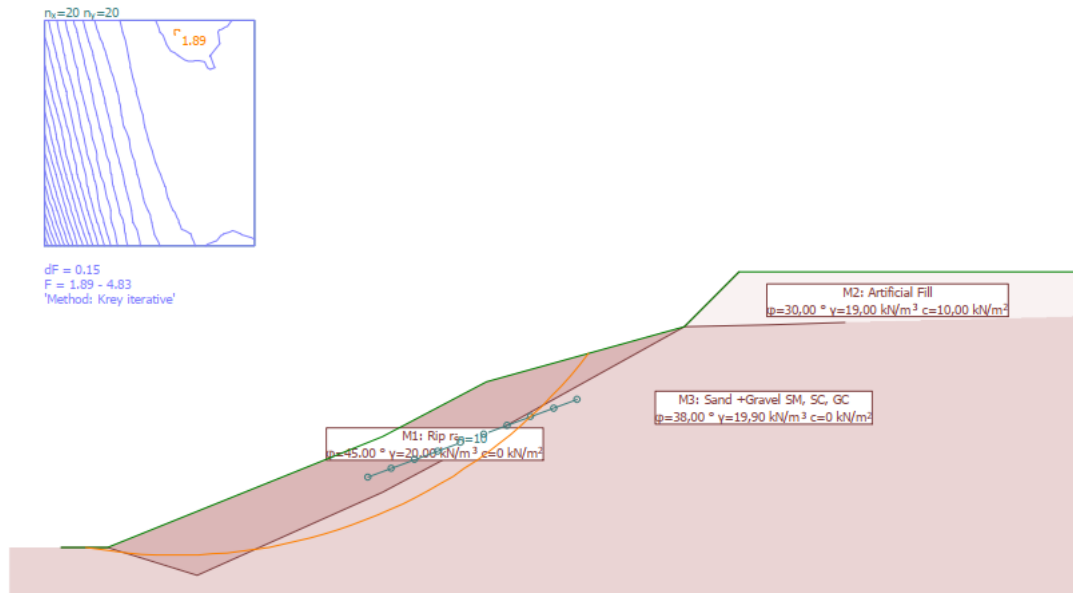 nx=20 ny=20
1.89
dF = 0.15
F = 1.89 - 4.83
'Method: Krey iterative'
M2: Artificial Fill
φ=30,00 ° γ=19,00 kN/m³ c=10,00 kN/m²
M3: Sand +Gravel SM, SC, GC
φ=38,00 ° γ=19,90 kN/m³ c=0 kN/m²
M1: Rip r n=10
φ=45.00 ° γ=20,00 kN/m³ c=0 kN/m²